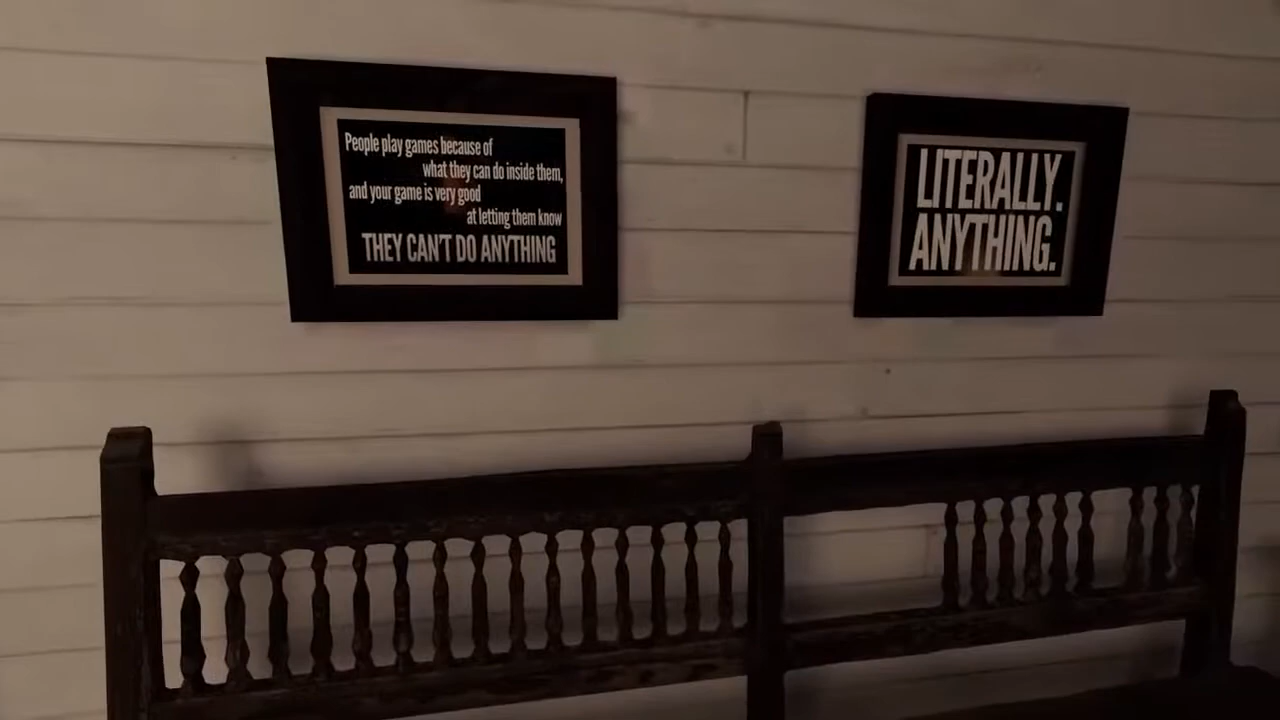 People play games because of
what they can do inside them,
and your game is very good
at letting them know
THEY CAN'T DO ANYTHING
LITERALLY.
ANYTHING.